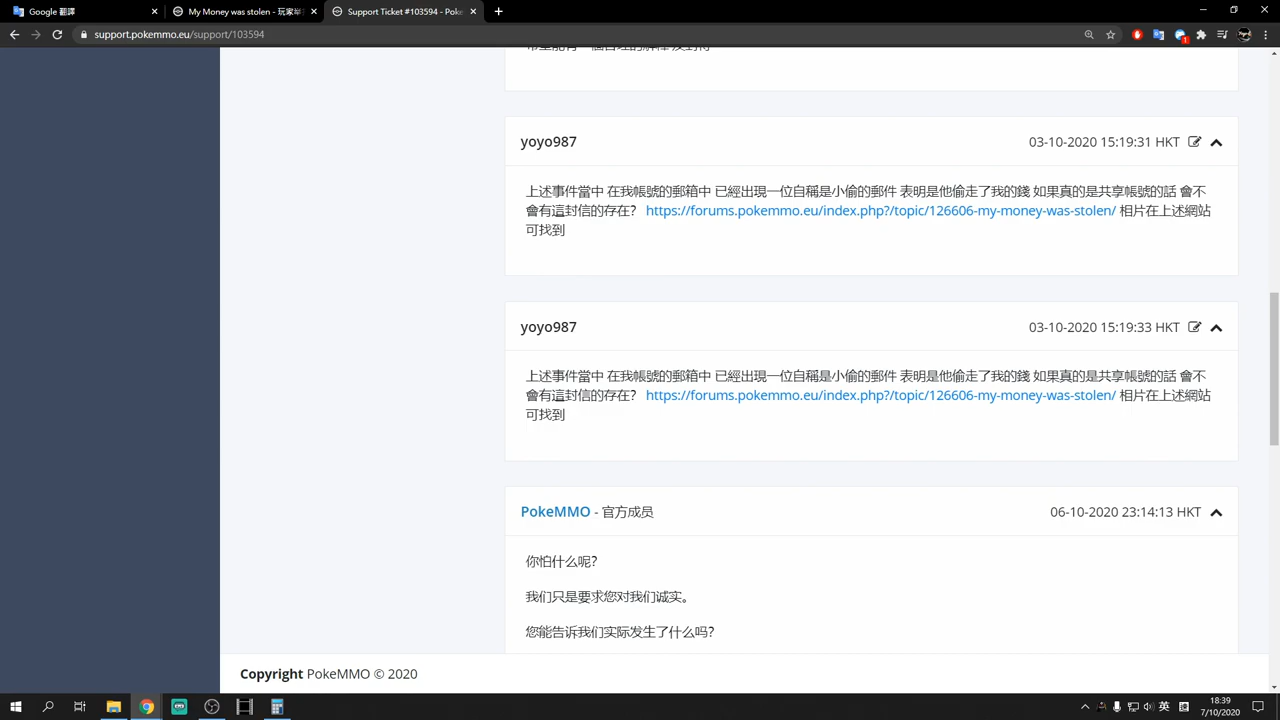 Google 翻譯
My Money was stolen - 玩家舉
Support Ticket #103594 - Poke
support.pokemmo.eu/support/103594
yoyo987
03-10-2020 15:19:31 HKT
上述事件當中 在我帳號的郵箱中 已經出現一位自稱是小偷的郵件 表明是他偷走了我的錢 如果真的是共享帳號的話 會不
會有這封信的存在? https://forums.pokemmo.eu/index.php?/topic/126606-my-money-was-stolen/ 相片在上述網站
可找到
yoyo987
03-10-2020 15:19:33 HKT
上述事件當中 在我帳號的郵箱中 已經出現一位自稱是小偷的郵件 表明是他偷走了我的錢 如果真的是共享帳號的話 會不
會有這封信的存在? https://forums.pokemmo.eu/index.php?/topic/126606-my-money-was-stolen/ 相片在上述網站
可找到
PokeMMO - 官方成员
06-10-2020 23:14:13 HKT
你怕什么呢?
我们只是要求您对我们诚实。
您能告诉我们实际发生了什么吗?
Copyright PokeMMO © 2020
英
18:39
7/10/2020